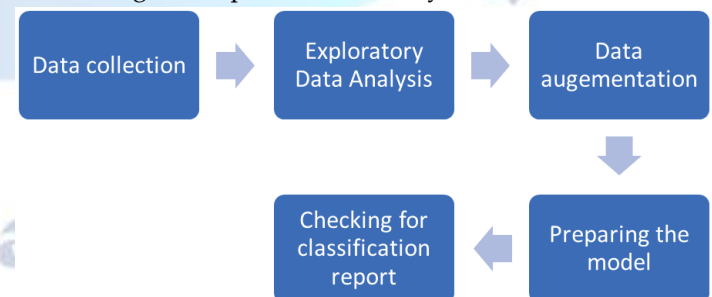 Data collection
Exploratory
Data Analysis
Data
augementation
Preparing the
model
Checking for
classification
report